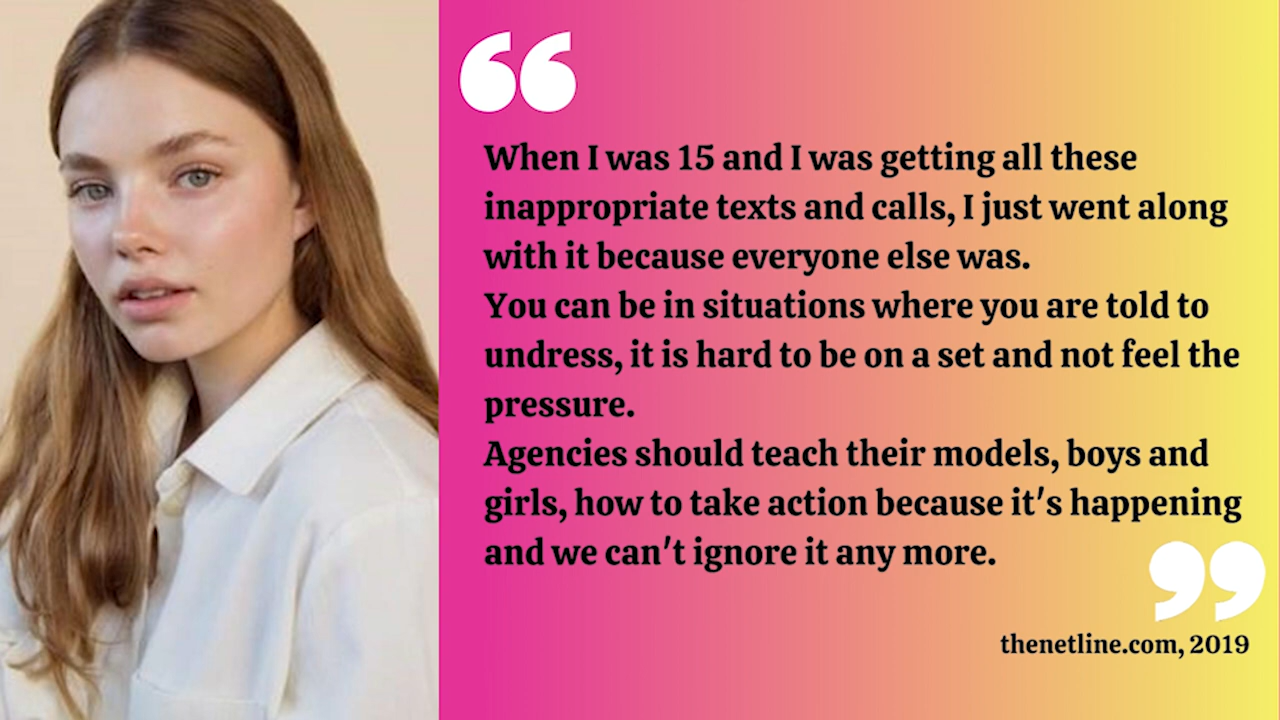 “
When I was 15 and I was getting all these
inappropriate texts and calls, I just went along
with it because everyone else was.
You can be in situations where you are told to
undress, it is hard to be on a set and not feel the
pressure.
Agencies should teach their models, boys and
girls, how to take action because it's happening
and we can't ignore it any more.
”
thenetline.com, 2019